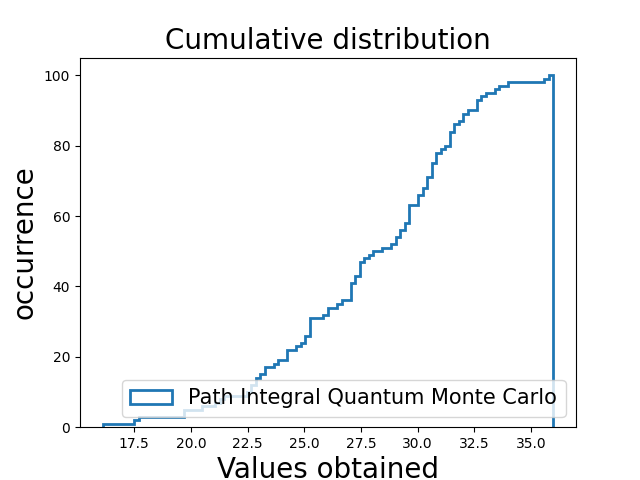 Cumulative distribution
occurrence
100
80
60
40
20
0
Path Integral Quantum Monte Carlo
17.5 20.0 22.5 25.0 27.5 30.0 32.5 35.0
Values obtained